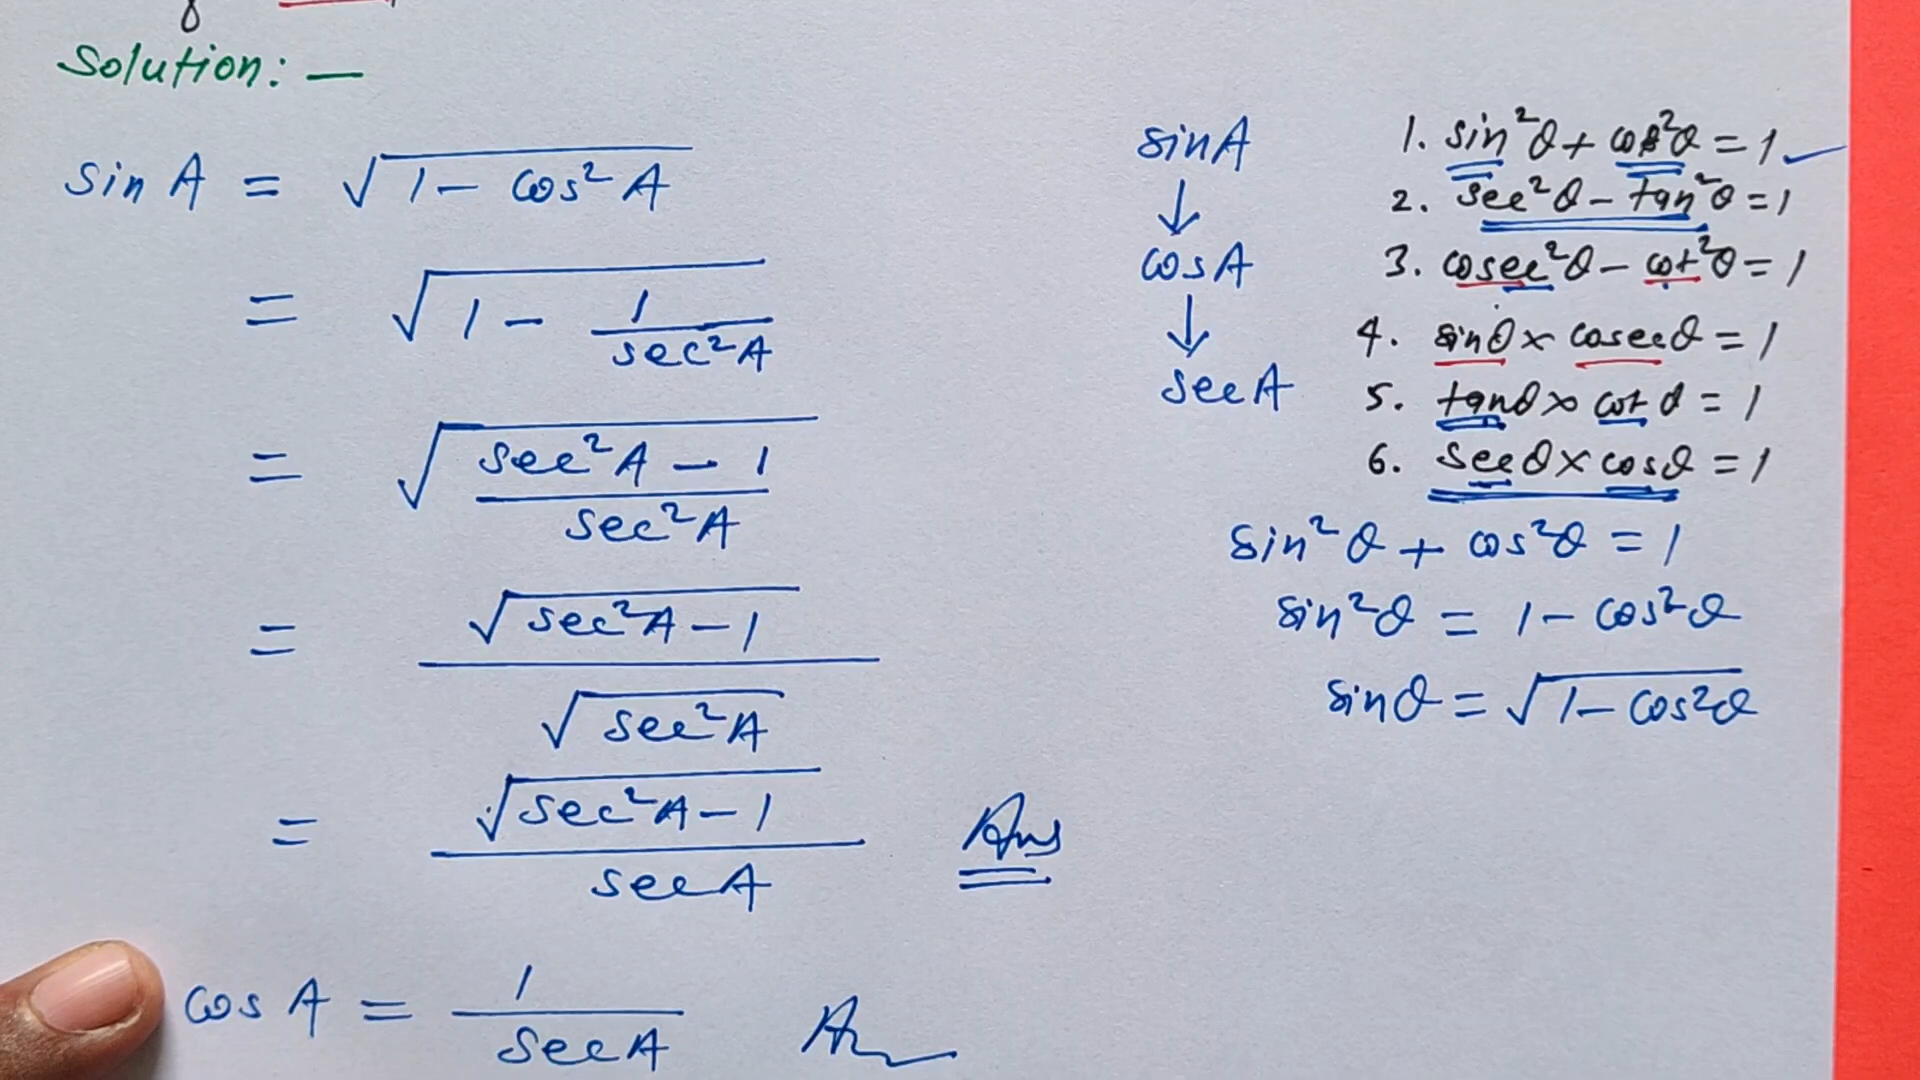 Solution: —
sin A = √(1 - cos² A)
= √(1 - 1/sec²A)
= √((sec²A - 1)/sec²A)
= √(sec²A - 1)/√(sec²A)
= √(sec²A - 1)/secA Ans
cos A = 1/secA
sinA
↓
cosA
↓
secA
1. sin²θ + cos²θ = 1 ✓
2. sec²θ - tan²θ = 1
3. cosec²θ - cot²θ = 1
4. sinθ × cosecθ = 1
5. tanθ × cotθ = 1
6. secθ × cosθ = 1
sin²θ + cos²θ = 1
sin²θ = 1 - cos²θ
sinθ = √(1 - cos²θ)